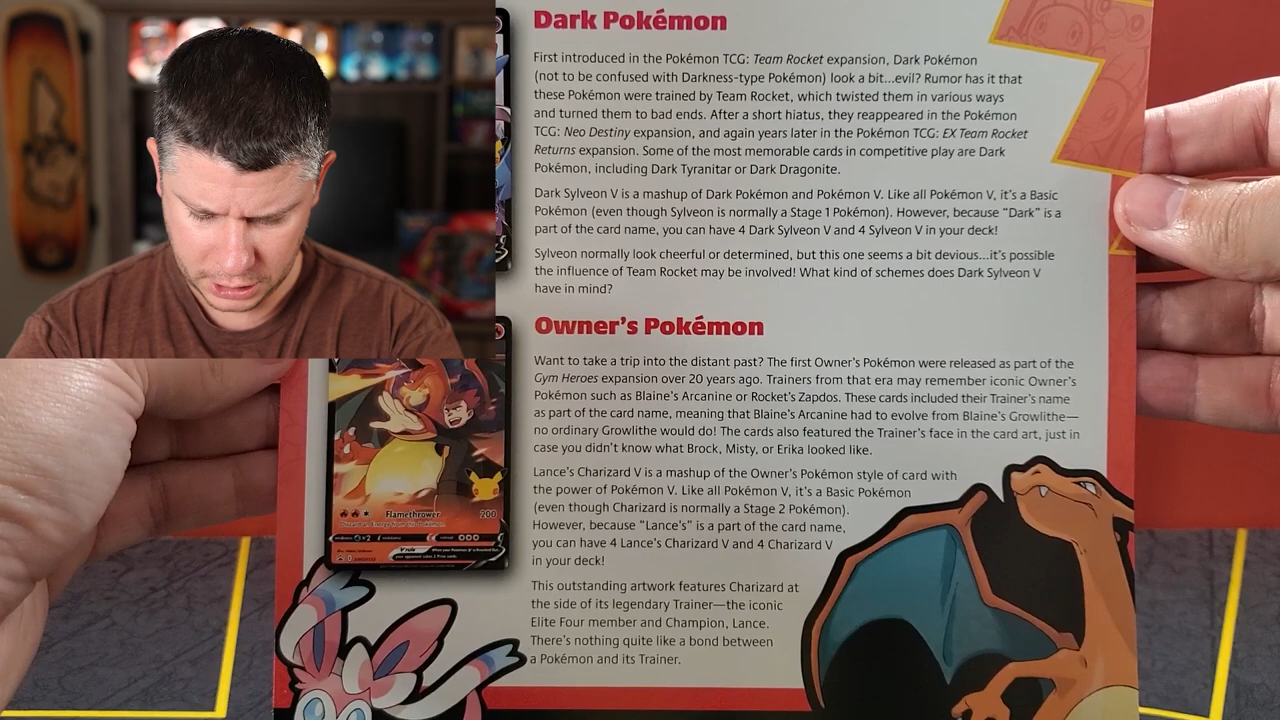 Dark Pokémon
First introduced in the Pokémon TCG: Team Rocket expansion, Dark Pokémon
(not to be confused with Darkness-type Pokémon) look a bit...evil? Rumor has it that
these Pokémon were trained by Team Rocket, which twisted them in various ways
and turned them to bad ends. After a short hiatus, they reappeared in the Pokémon
TCG: Neo Destiny expansion, and again years later in the Pokémon TCG: EX Team Rocket
Returns expansion. Some of the most memorable cards in competitive play are Dark
Pokémon, including Dark Tyranitar or Dark Dragonite.
Dark Sylveon V is a mashup of Dark Pokémon and Pokémon V. Like all Pokémon V, it's a Basic
Pokémon (even though Sylveon is normally a Stage 1 Pokémon). However, because "Dark" is a
part of the card name, you can have 4 Dark Sylveon V and 4 Sylveon V in your deck!
Sylveon normally look cheerful or determined, but this one seems a bit devious...it's possible
the influence of Team Rocket may be involved! What kind of schemes does Dark Sylveon V
have in mind?
Owner's Pokémon
Want to take a trip into the distant past? The first Owner's Pokémon were released as part of the
Gym Heroes expansion over 20 years ago. Trainers from that era may remember iconic Owner's
Pokémon such as Blaine's Arcanine or Rocket's Zapdos. These cards included their Trainer's name
as part of the card name, meaning that Blaine's Arcanine had to evolve from Blaine's Growlithe—
no ordinary Growlithe would do! The cards also featured the Trainer's face in the card art, just in
case you didn't know what Brock, Misty, or Erika looked like.
Lance's Charizard V is a mashup of the Owner's Pokémon style of card with
the power of Pokémon V. Like all Pokémon V, it's a Basic Pokémon
(even though Charizard is normally a Stage 2 Pokémon).
However, because "Lance's" is a part of the card name,
you can have 4 Lance's Charizard V and 4 Charizard V
in your deck!
This outstanding artwork features Charizard at
the side of its legendary Trainer—the iconic
Elite Four member and Champion, Lance.
There's nothing quite like a bond between
a Pokémon and its Trainer.
Flamethrower 200
Discard an Energy from this Pokémon.
V rule